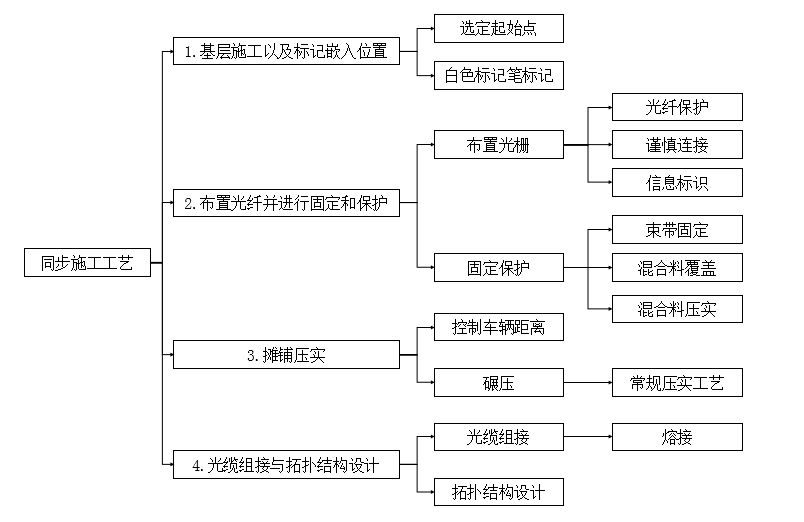 同步施工工艺
1.基层施工以及标记嵌入位置
选定起始点
白色标记笔标记
2.布置光纤并进行固定和保护
布置光栅
光纤保护
谨慎连接
信息标识
固定保护
束带固定
混合料覆盖
混合料压实
3.摊铺压实
控制车辆距离
碾压
常规压实工艺
4.光缆组接与拓扑结构设计
光缆组接
熔接
拓扑结构设计